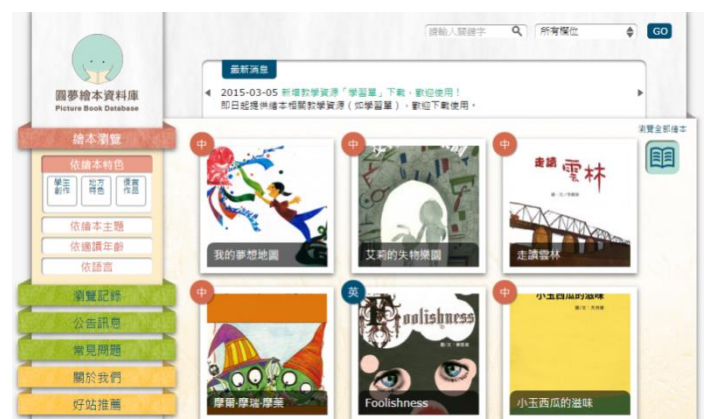 請輸入關鍵字
所有欄位
GO
圓夢繪本資料庫
Picture Book Database
最新消息
2015-03-05 新增教學資源「學習單」下載，歡迎使用！
即日起提供繪本相關教學資源（如學習單），歡迎下載使用。
瀏覽全部繪本
繪本瀏覽
依繪本特色
學生
創作
地方
特色
優質
作品
依繪本主題
依適讀年齡
依語言
瀏覽記錄
公告訊息
常見問題
關於我們
好站推薦
中
我的夢想地圖
中
艾莉的失物樂園
中
走讀雲林
走讀雲林
中
摩爾·摩瑞·摩茉
英
Foolishness
Foolishness
中
小玉西瓜的滋味
小玉西瓜的滋味